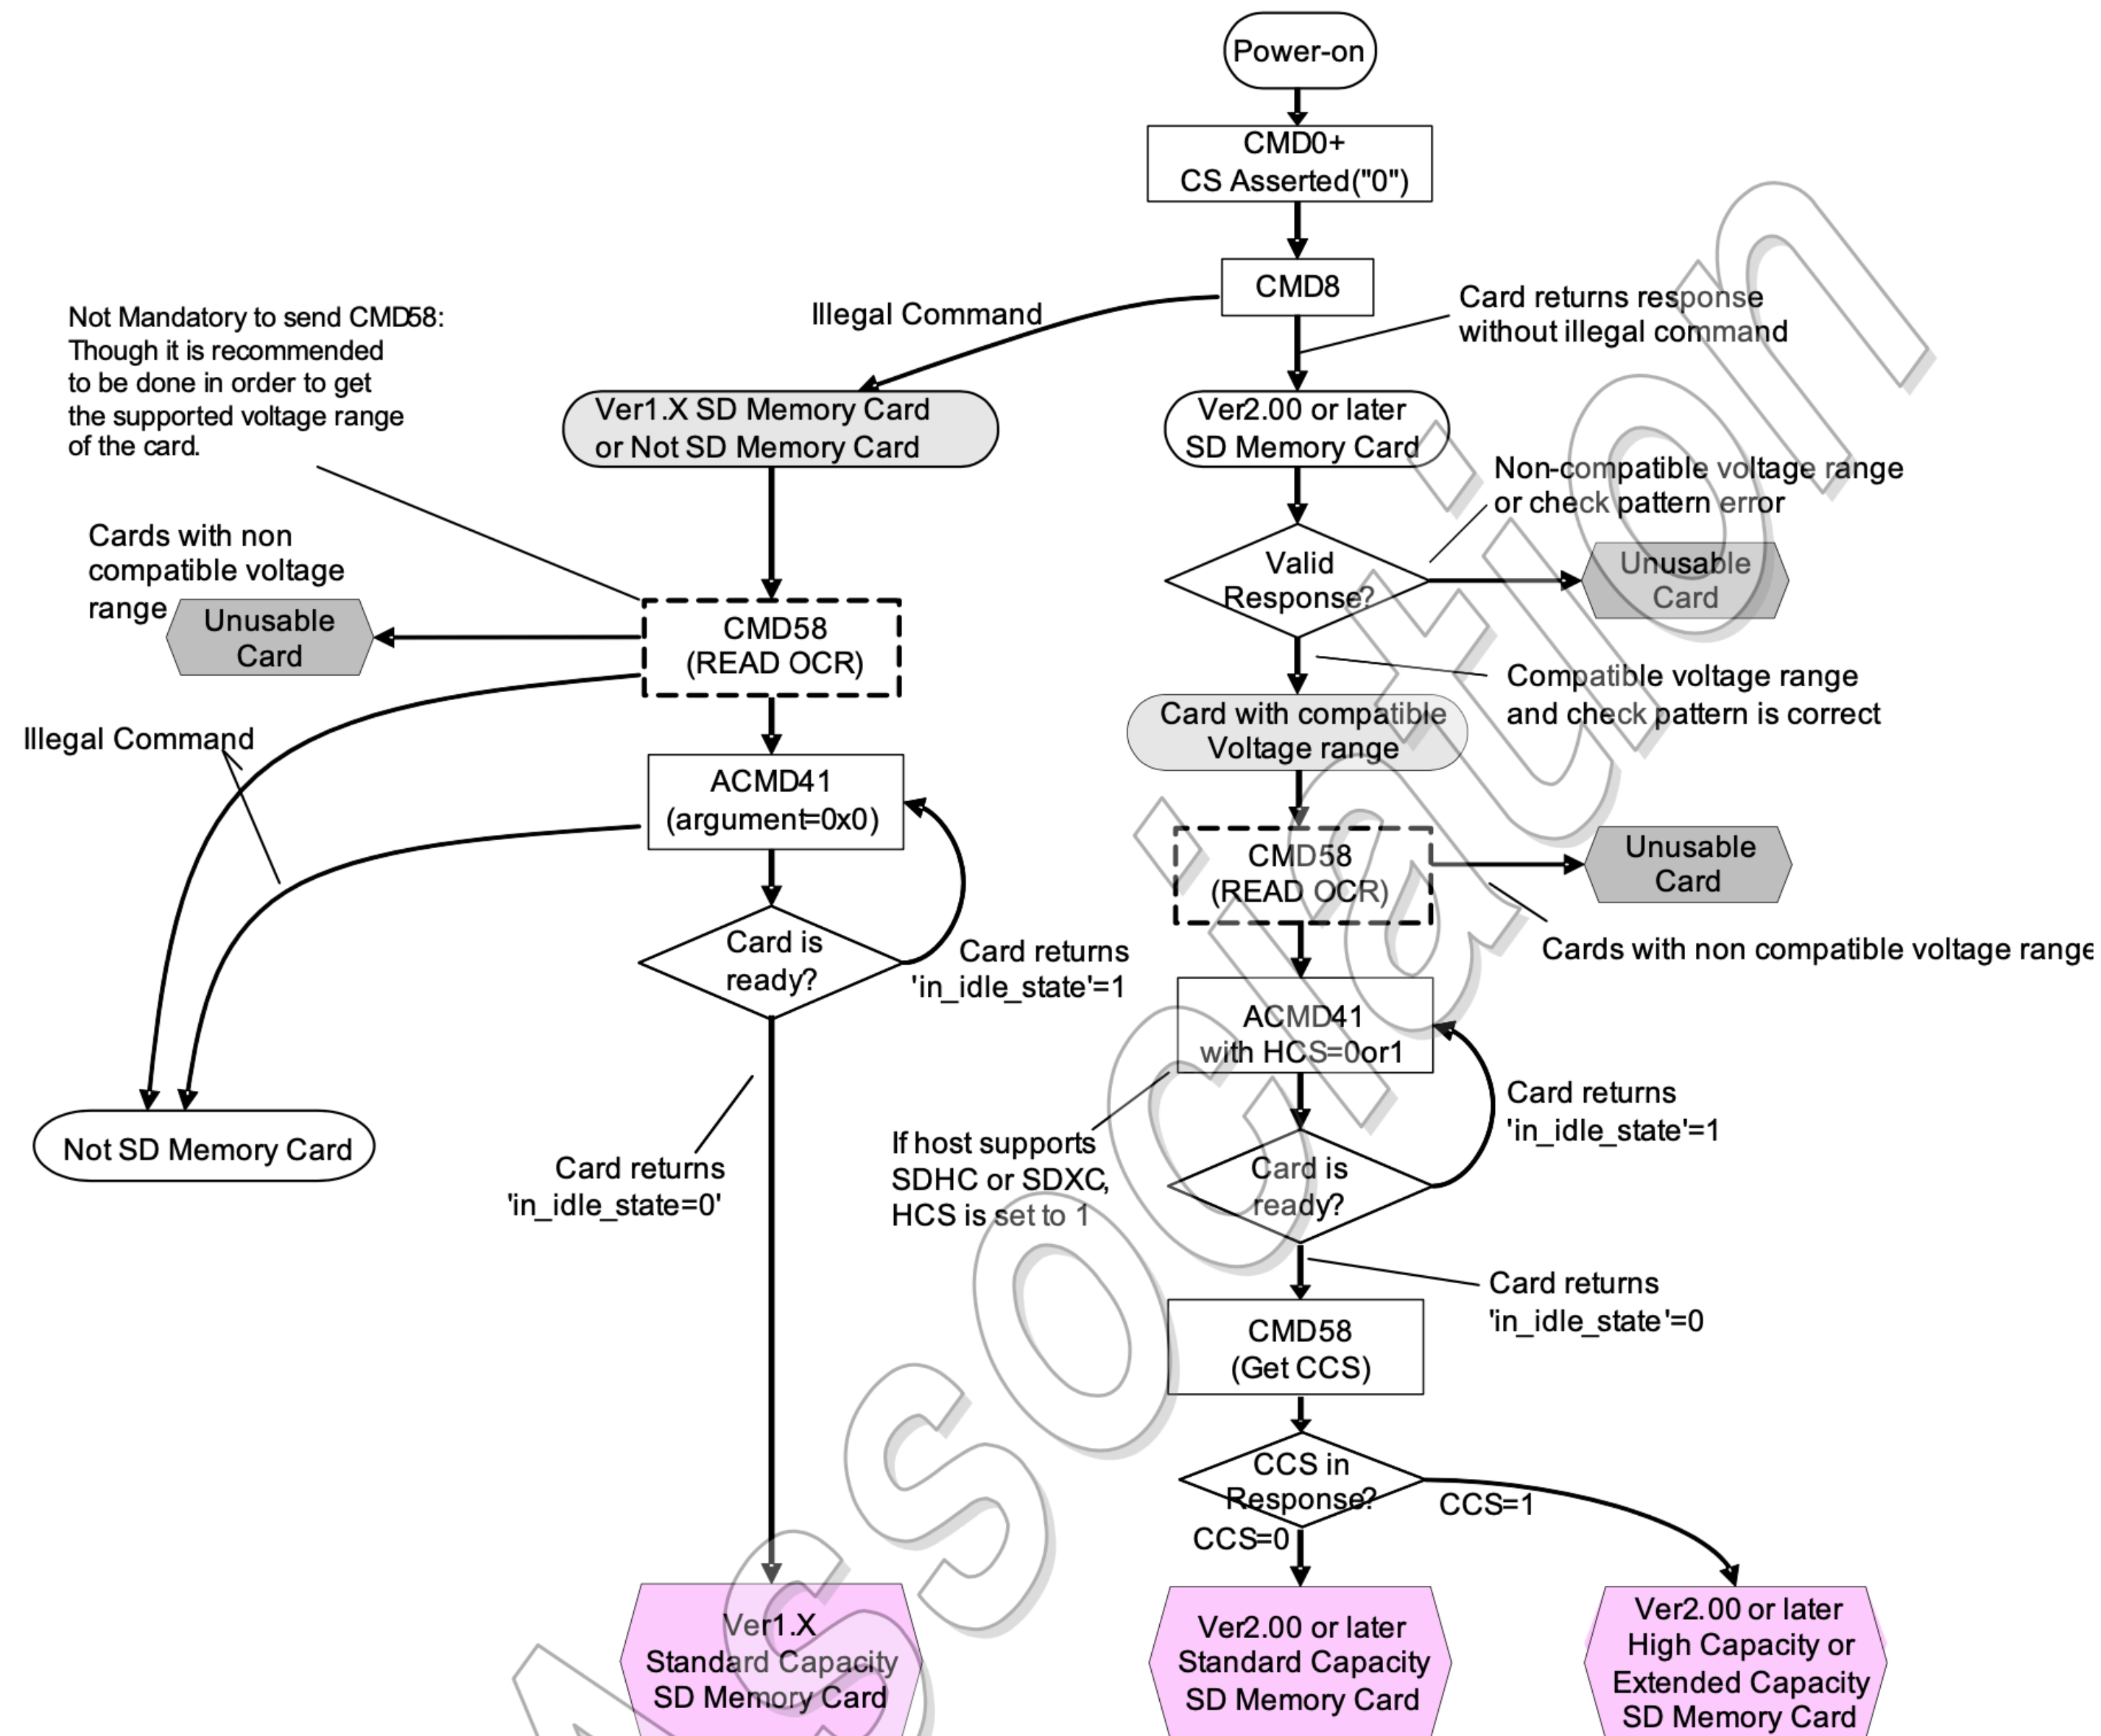 Power-on
CMD0+
CS Asserted("0")
CMD8
Illegal Command
Card returns response
without illegal command
Not Mandatory to send CMD58:
Though it is recommended
to be done in order to get
the supported voltage range
of the card.
Ver1.X SD Memory Card
or Not SD Memory Card
Ver2.00 or later
SD Memory Card
Non-compatible voltage range
or check pattern error
Valid
Response?
Unusable
Card
Cards with non
compatible voltage
range
Unusable
Card
CMD58
(READ OCR)
Compatible voltage range
and check pattern is correct
Card with compatible
Voltage range
Illegal Command
ACMD41
(argument=0x0)
CMD58
(READ OCR)
Unusable
Card
Cards with non compatible voltage range
Card is
ready?
Card returns
'in_idle_state'=1
ACMD41
with HCS=0or1
Card returns
'in_idle_state'=1
If host supports
SDHC or SDXC,
HCS is set to 1
Card is
ready?
Not SD Memory Card
Card returns
'in_idle_state=0'
Card returns
'in_idle_state'=0
CMD58
(Get CCS)
CCS in
Response?
CCS=1
CCS=0
Ver1.X
Standard Capacity
SD Memory Card
Ver2.00 or later
Standard Capacity
SD Memory Card
Ver2.00 or later
High Capacity or
Extended Capacity
SD Memory Card
Association